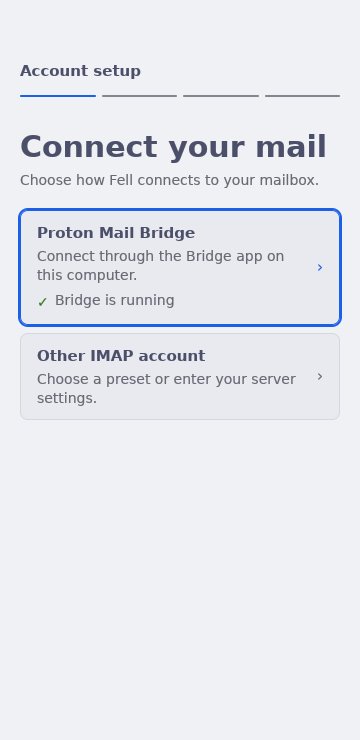 Account setup
Connect your mail
Choose how Fell connects to your mailbox.
Proton Mail Bridge
Connect through the Bridge app on
this computer.
✓ Bridge is running
Other IMAP account
Choose a preset or enter your server
settings.